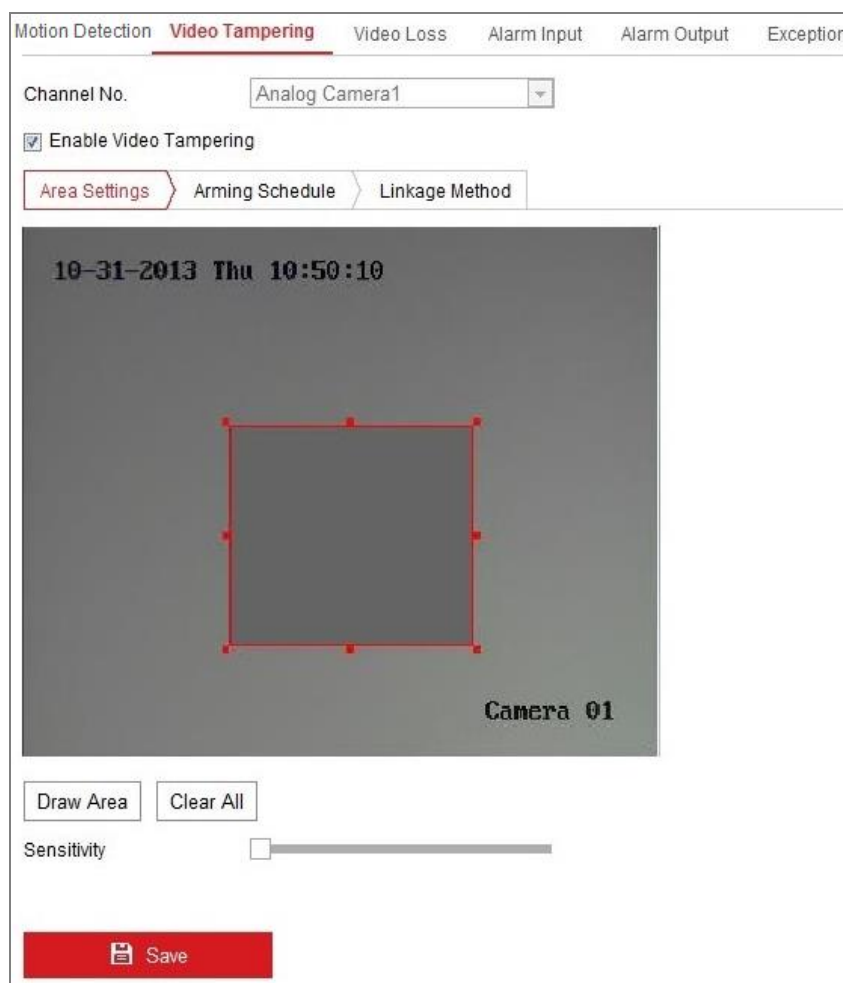 Motion Detection Video Tampering Video Loss Alarm Input Alarm Output Exception
Channel No. Analog Camera1
Enable Video Tampering
Area Settings Arming Schedule Linkage Method
10-31-2013 Thu 10:50:10
Camera 01
Draw Area Clear All
Sensitivity
Save